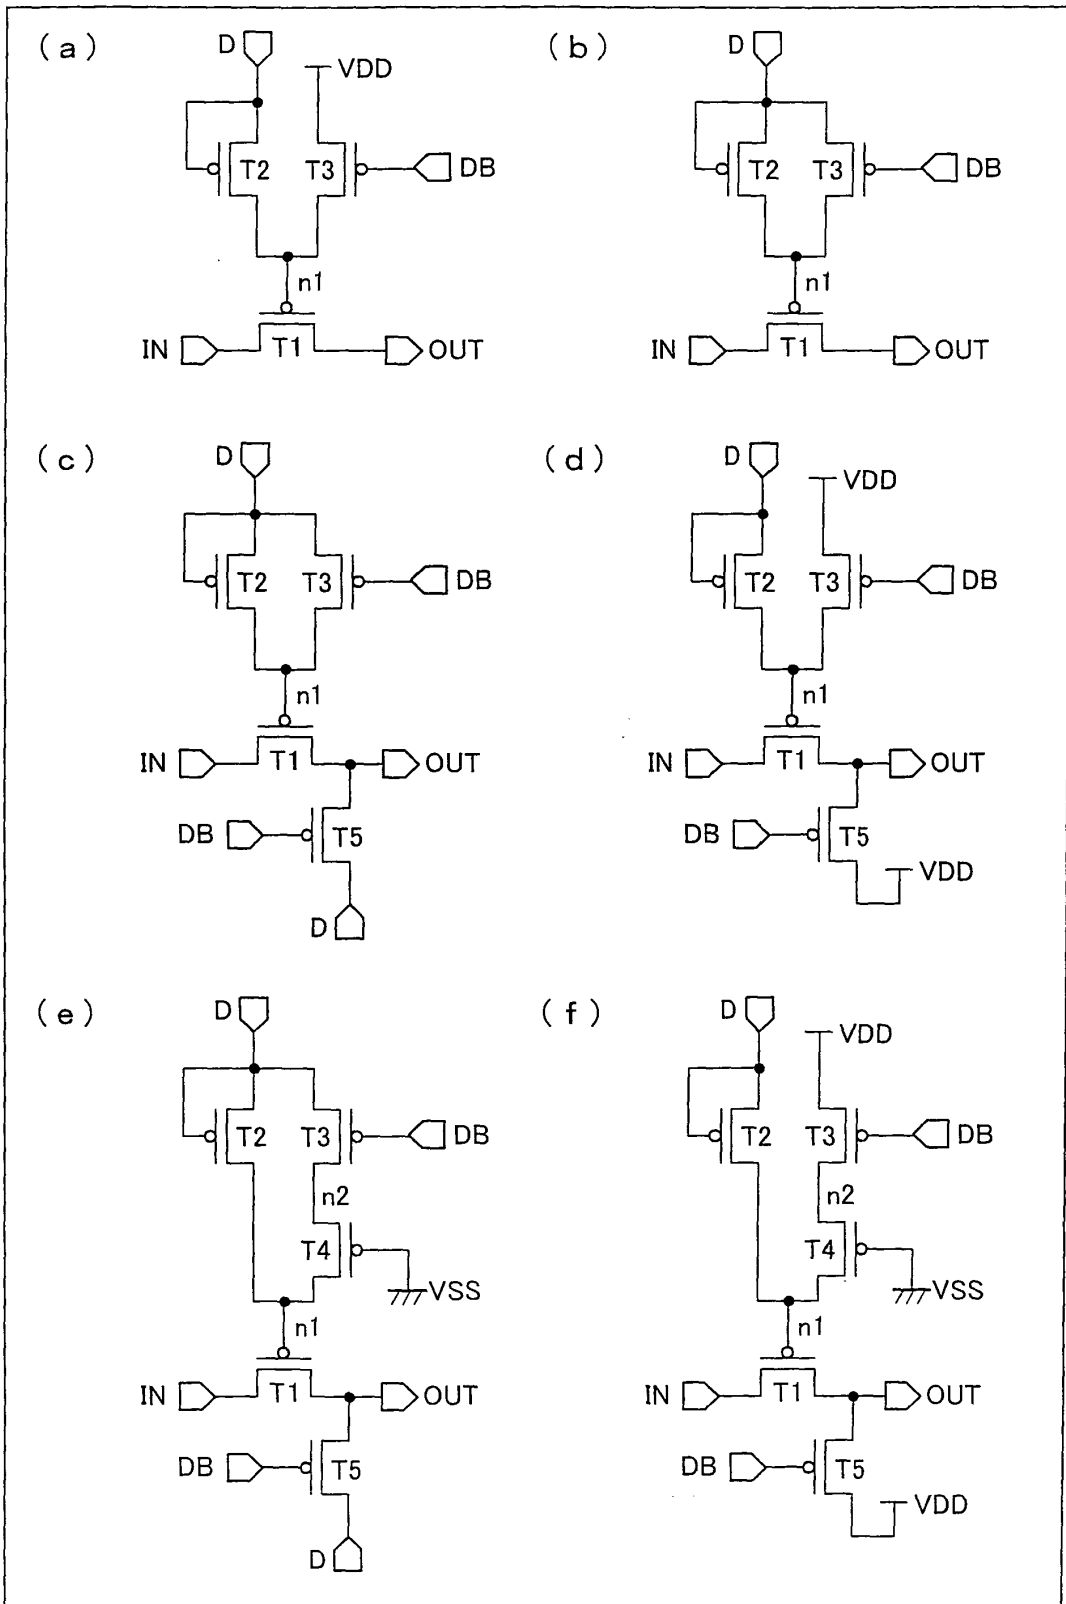 (a)
D
VDD
T2
T3
DB
n1
IN
T1
OUT
(b)
D
T2
T3
DB
n1
IN
T1
OUT
(c)
D
T2
T3
DB
n1
IN
T1
OUT
DB
T5
D
(d)
D
VDD
T2
T3
DB
n1
IN
T1
OUT
DB
T5
VDD
(e)
D
T2
T3
DB
n2
T4
VSS
n1
IN
T1
OUT
DB
T5
D
(f)
D
VDD
T2
T3
DB
n2
T4
VSS
n1
IN
T1
OUT
DB
T5
VDD